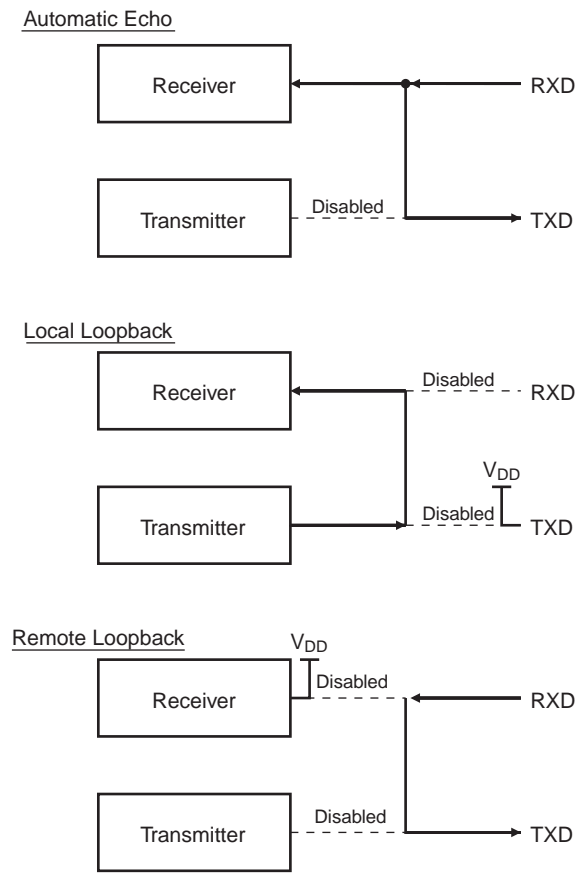 Automatic Echo
Receiver
RXD
Transmitter
Disabled
TXD
Local Loopback
Receiver
Disabled
RXD
VDD
Transmitter
Disabled
TXD
Remote Loopback
VDD
Receiver
Disabled
RXD
Transmitter
Disabled
TXD